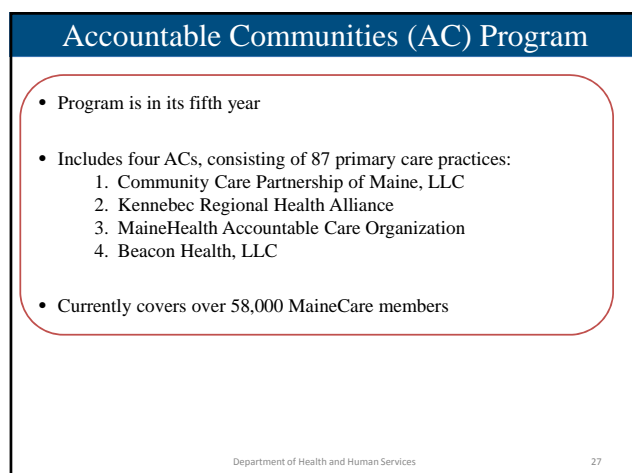 Accountable Communities (AC) Program
• Program is in its fifth year
• Includes four ACs, consisting of 87 primary care practices:
1. Community Care Partnership of Maine, LLC
2. Kennebec Regional Health Alliance
3. MaineHealth Accountable Care Organization
4. Beacon Health, LLC
• Currently covers over 58,000 MaineCare members
Department of Health and Human Services 27